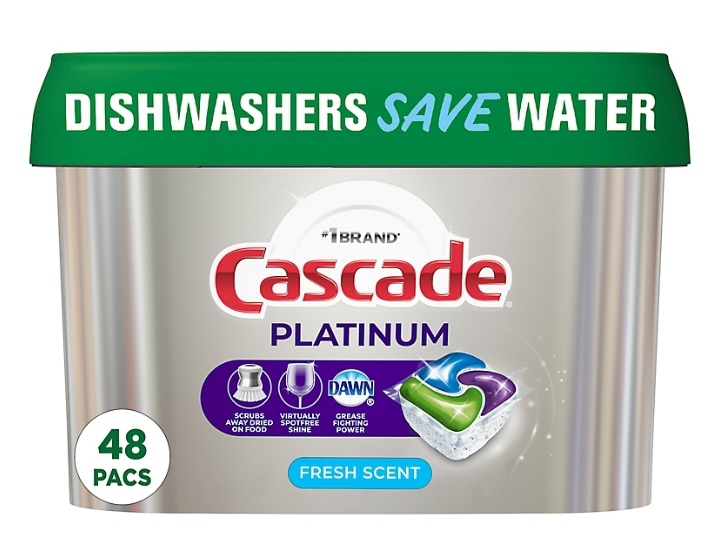 DISHWASHERS SAVE WATER
#1 BRAND*
Cascade®
PLATINUM
SCRUBS
AWAY DRIED
ON FOOD
VIRTUALLY
SPOTFREE
SHINE
DAWN®
GREASE
FIGHTING
POWER
48
PACS
FRESH SCENT